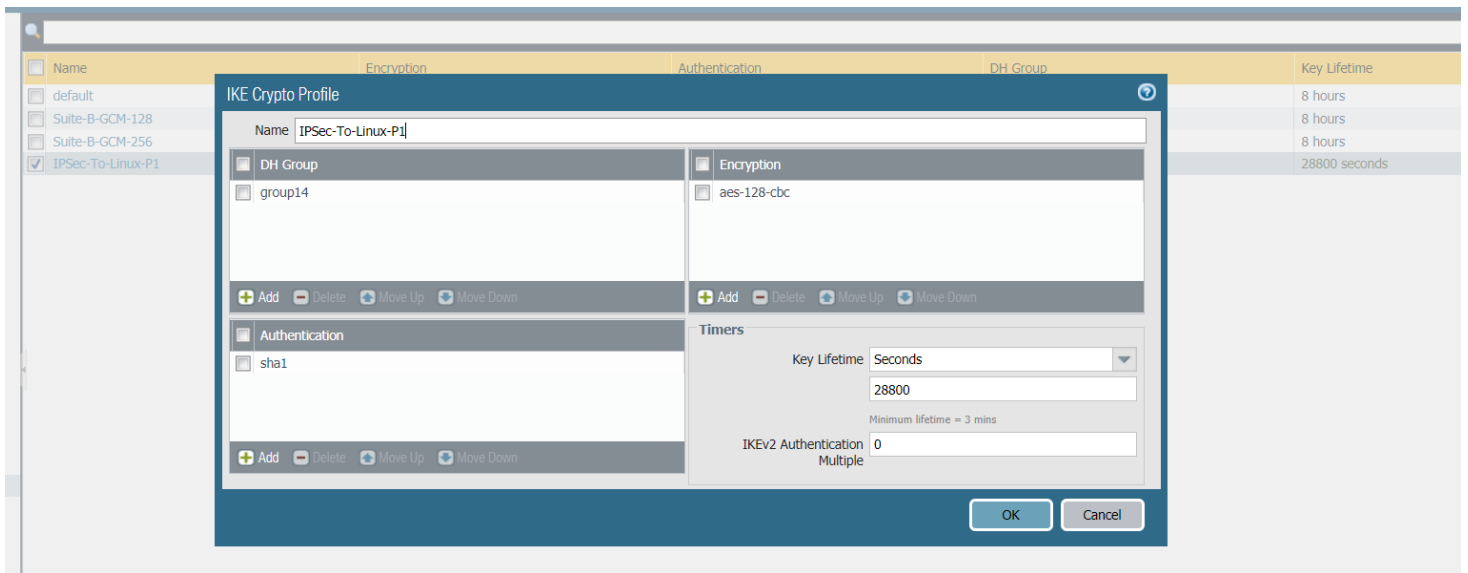 Name Encryption Authentication DH Group Key Lifetime
default 8 hours
Suite-B-GCM-128 8 hours
Suite-B-GCM-256 8 hours
IPSec-To-Linux-P1 28800 seconds
IKE Crypto Profile
Name IPSec-To-Linux-P1
DH Group
group14
Add Delete Move Up Move Down
Encryption
aes-128-cbc
Add Delete Move Up Move Down
Authentication
sha1
Add Delete Move Up Move Down
Timers
Key Lifetime Seconds
28800
Minimum lifetime = 3 mins
IKEv2 Authentication 0
Multiple
OK Cancel